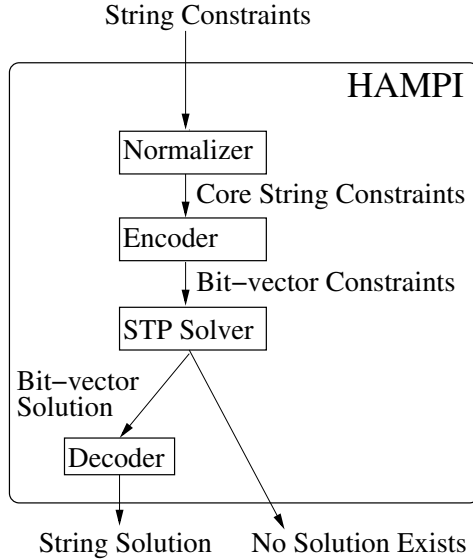 String Constraints
HAMPI
Normalizer
Core String Constraints
Encoder
Bit−vector Constraints
STP Solver
Bit−vector
Solution
Decoder
String Solution
No Solution Exists